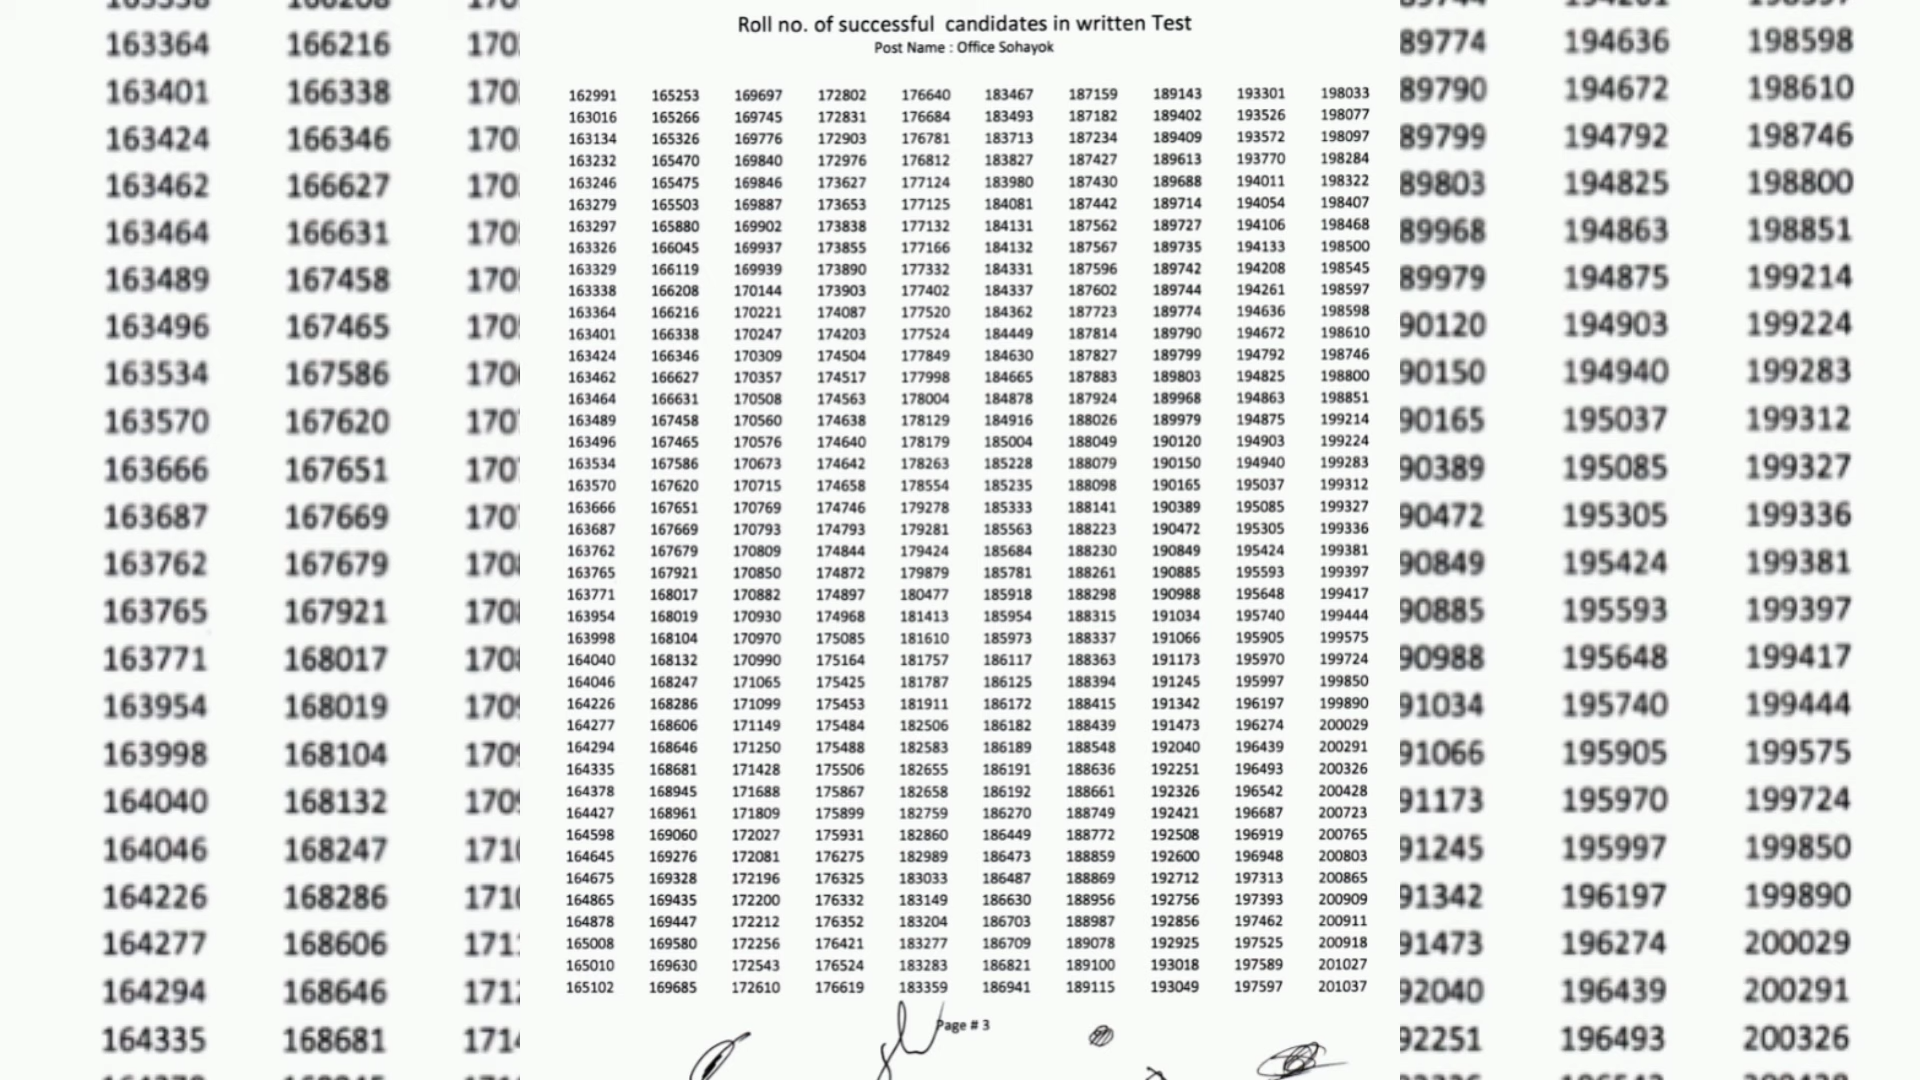 Roll no. of successful candidates in written Test
Post Name : Office Sohayok
162991 165253 169697 172802 176640 183467 187159 189143 193301 198033
163016 165266 169745 172831 176684 183493 187182 189402 193526 198077
163134 165326 169776 172903 176781 183713 187234 189409 193572 198097
163232 165470 169840 172976 176812 183827 187427 189613 193770 198284
163246 165475 169846 173627 177124 183980 187430 189688 194011 198322
163279 165503 169887 173653 177125 184081 187442 189714 194054 198407
163297 165880 169902 173838 177132 184131 187562 189727 194106 198468
163326 166045 169937 173855 177166 184132 187567 189735 194133 198500
163329 166119 169939 173890 177332 184331 187596 189742 194208 198545
163338 166208 170144 173903 177402 184337 187602 189744 194261 198597
163364 166216 170221 174087 177520 184362 187723 189774 194636 198598
163401 166338 170247 174203 177524 184449 187814 189790 194672 198610
163424 166346 170309 174504 177849 184630 187827 189799 194792 198746
163462 166627 170357 174517 177998 184665 187883 189803 194825 198800
163464 166631 170508 174563 178004 184878 187924 189968 194863 198851
163489 167458 170560 174638 178129 184916 188026 189979 194875 199214
163496 167465 170576 174640 178179 185004 188049 190120 194903 199224
163534 167586 170673 174642 178263 185228 188079 190150 194940 199283
163570 167620 170715 174658 178554 185235 188098 190165 195037 199312
163666 167651 170769 174746 179278 185333 188141 190389 195085 199327
163687 167669 170793 174793 179281 185563 188223 190472 195305 199336
163762 167679 170809 174844 179424 185684 188230 190849 195424 199381
163765 167921 170850 174872 179879 185781 188261 190885 195593 199397
163771 168017 170882 174897 180477 185918 188298 190988 195648 199417
163954 168019 170930 174968 181413 185954 188315 191034 195740 199444
163998 168104 170970 175085 181610 185973 188337 191066 195905 199575
164040 168132 170990 175164 181757 186117 188363 191173 195970 199724
164046 168247 171065 175425 181787 186125 188394 191245 195997 199850
164226 168286 171099 175453 181911 186172 188415 191342 196197 199890
164277 168606 171149 175484 182506 186182 188439 191473 196274 200029
164294 168646 171250 175488 182583 186189 188548 192040 196439 200291
164335 168681 171428 175506 182655 186191 188636 192251 196493 200326
164378 168945 171688 175867 182658 186192 188661 192326 196542 200428
164427 168961 171809 175899 182759 186270 188749 192421 196687 200723
164598 169060 172027 175931 182860 186449 188772 192508 196919 200765
164645 169276 172081 176275 182989 186473 188859 192600 196948 200803
164675 169328 172196 176325 183033 186487 188869 192712 197313 200865
164865 169435 172200 176332 183149 186630 188956 192756 197393 200909
164878 169447 172212 176352 183204 186703 188987 192856 197462 200911
165008 169580 172256 176421 183277 186709 189078 192925 197525 200918
165010 169630 172543 176524 183283 186821 189100 193018 197589 201027
165102 169685 172610 176619 183359 186941 189115 193049 197597 201037
Page # 3